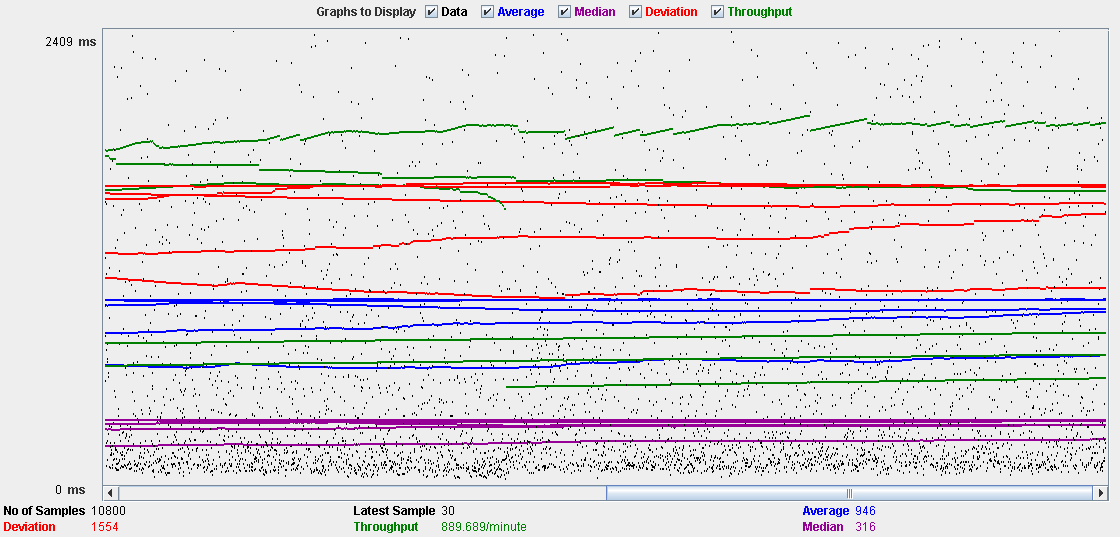 Graphs to Display Data Average Median Deviation Throughput
2409 ms
0 ms
No of Samples 10800 Latest Sample 30 Average 946
Deviation 1554 Throughput 889.689/minute Median 316